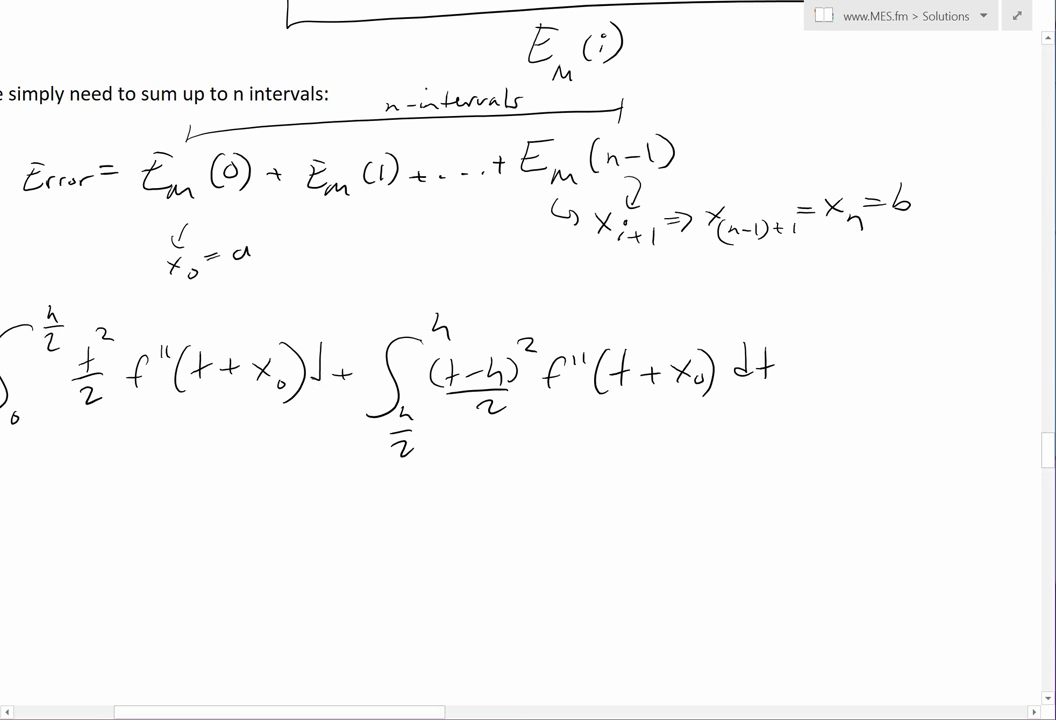 www.MES.fm > Solutions
E_M (i)
e simply need to sum up to n intervals:
n-intervals
Error = E_M (0) + E_M (1) + ... + E_M (n-1)
x_0 = a
↪ x_{i+1} ⇒ x_{(n-1)+1} = x_n = b
∫_0^{h/2} t^2/2 f''(t + x_0) d + ∫_{h/2}^{h} (t-h)^2/2 f''(t + x_0) dt